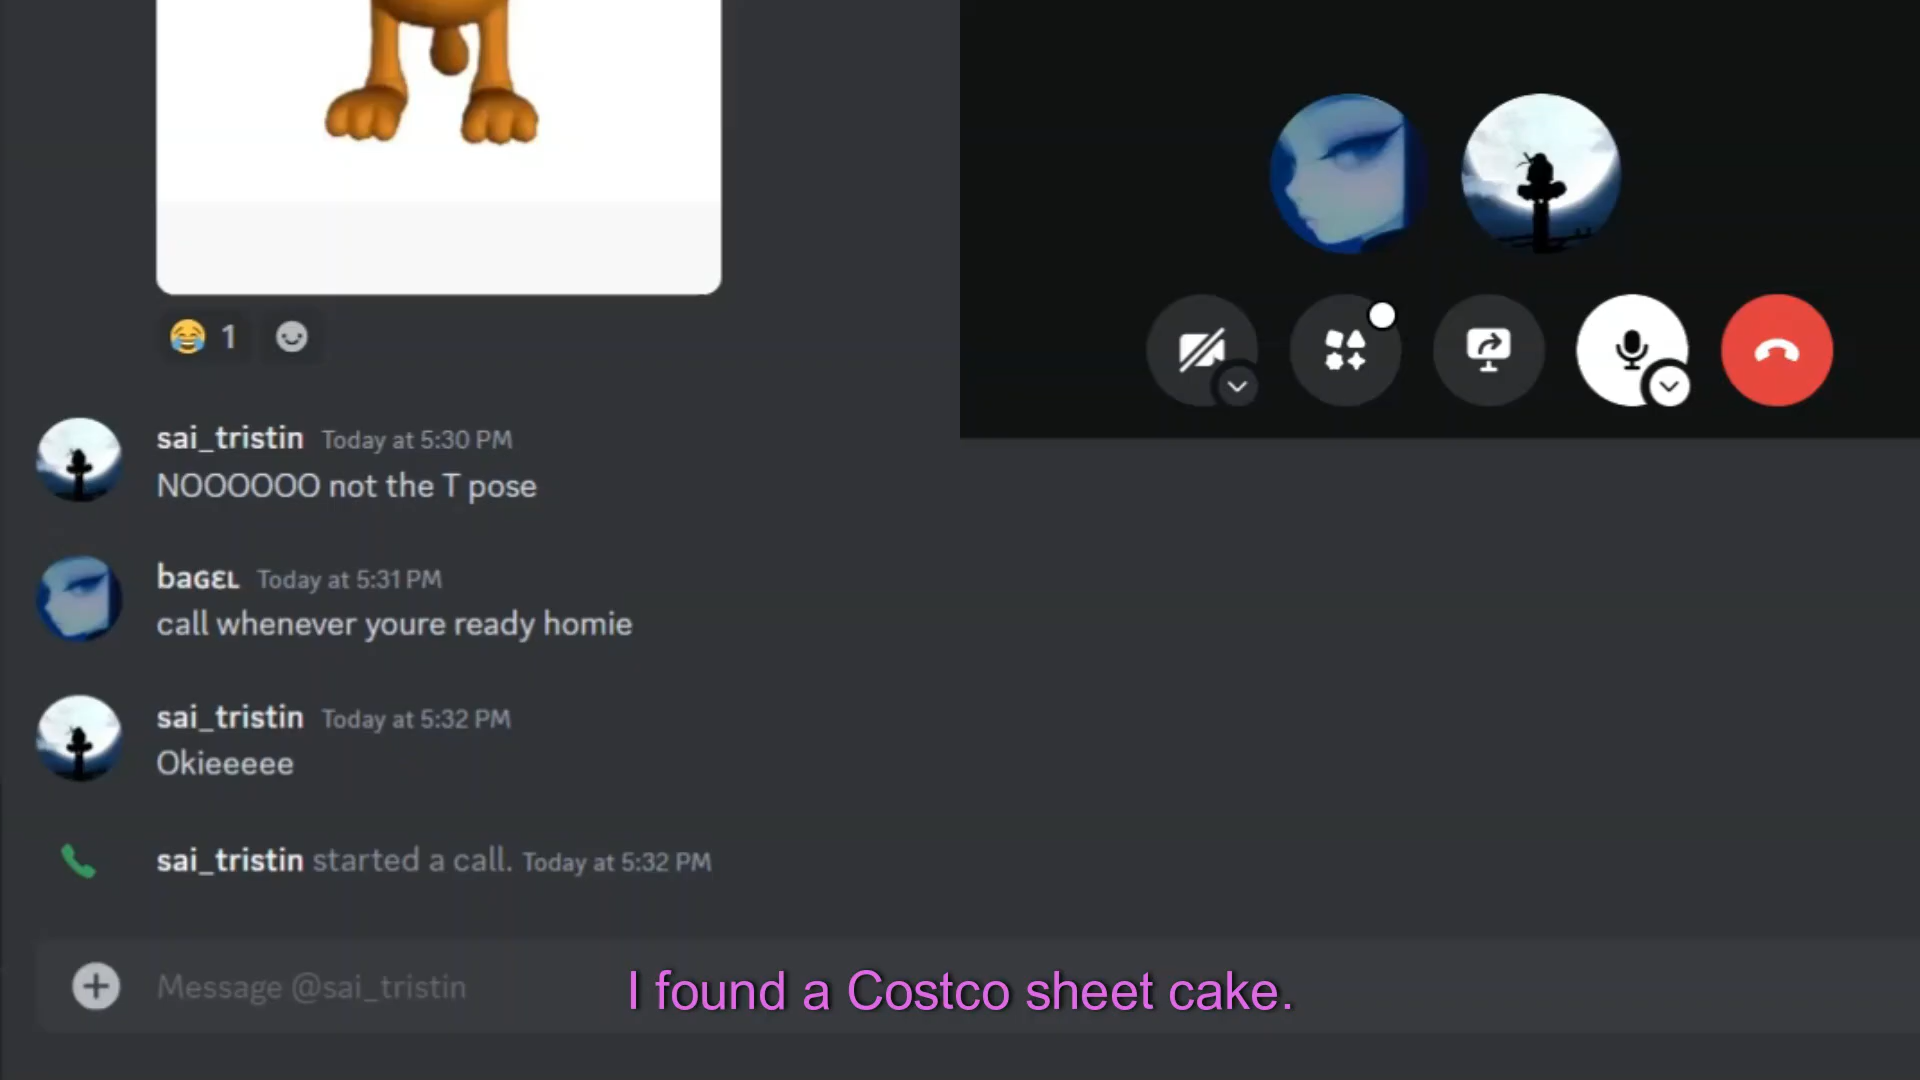 1
sai_tristin Today at 5:30 PM
NOOOOOO not the T pose
baɢɛʟ Today at 5:31 PM
call whenever youre ready homie
sai_tristin Today at 5:32 PM
Okieeeee
sai_tristin started a call. Today at 5:32 PM
Message @sai_tristin
I found a Costco sheet cake.